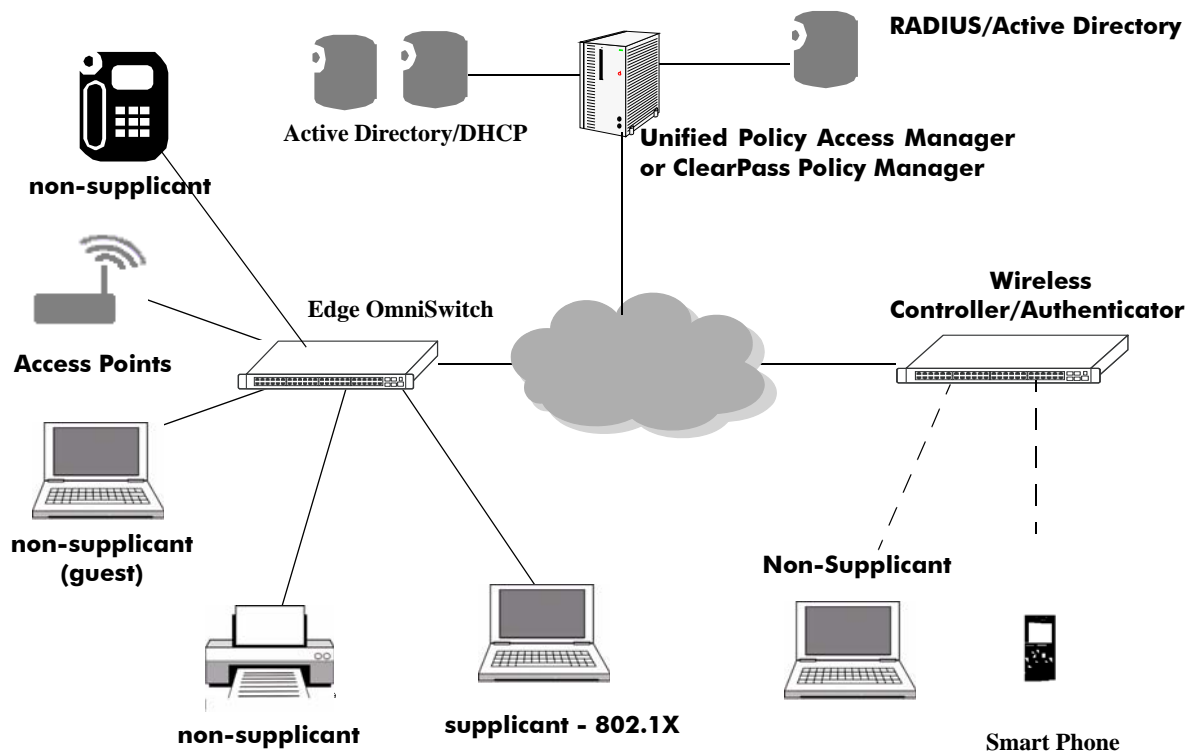 RADIUS/Active Directory
Active Directory/DHCP
Unified Policy Access Manager
or ClearPass Policy Manager
non-supplicant
Edge OmniSwitch
Wireless
Controller/Authenticator
Access Points
non-supplicant
(guest)
Non-Supplicant
non-supplicant
supplicant - 802.1X
Smart Phone